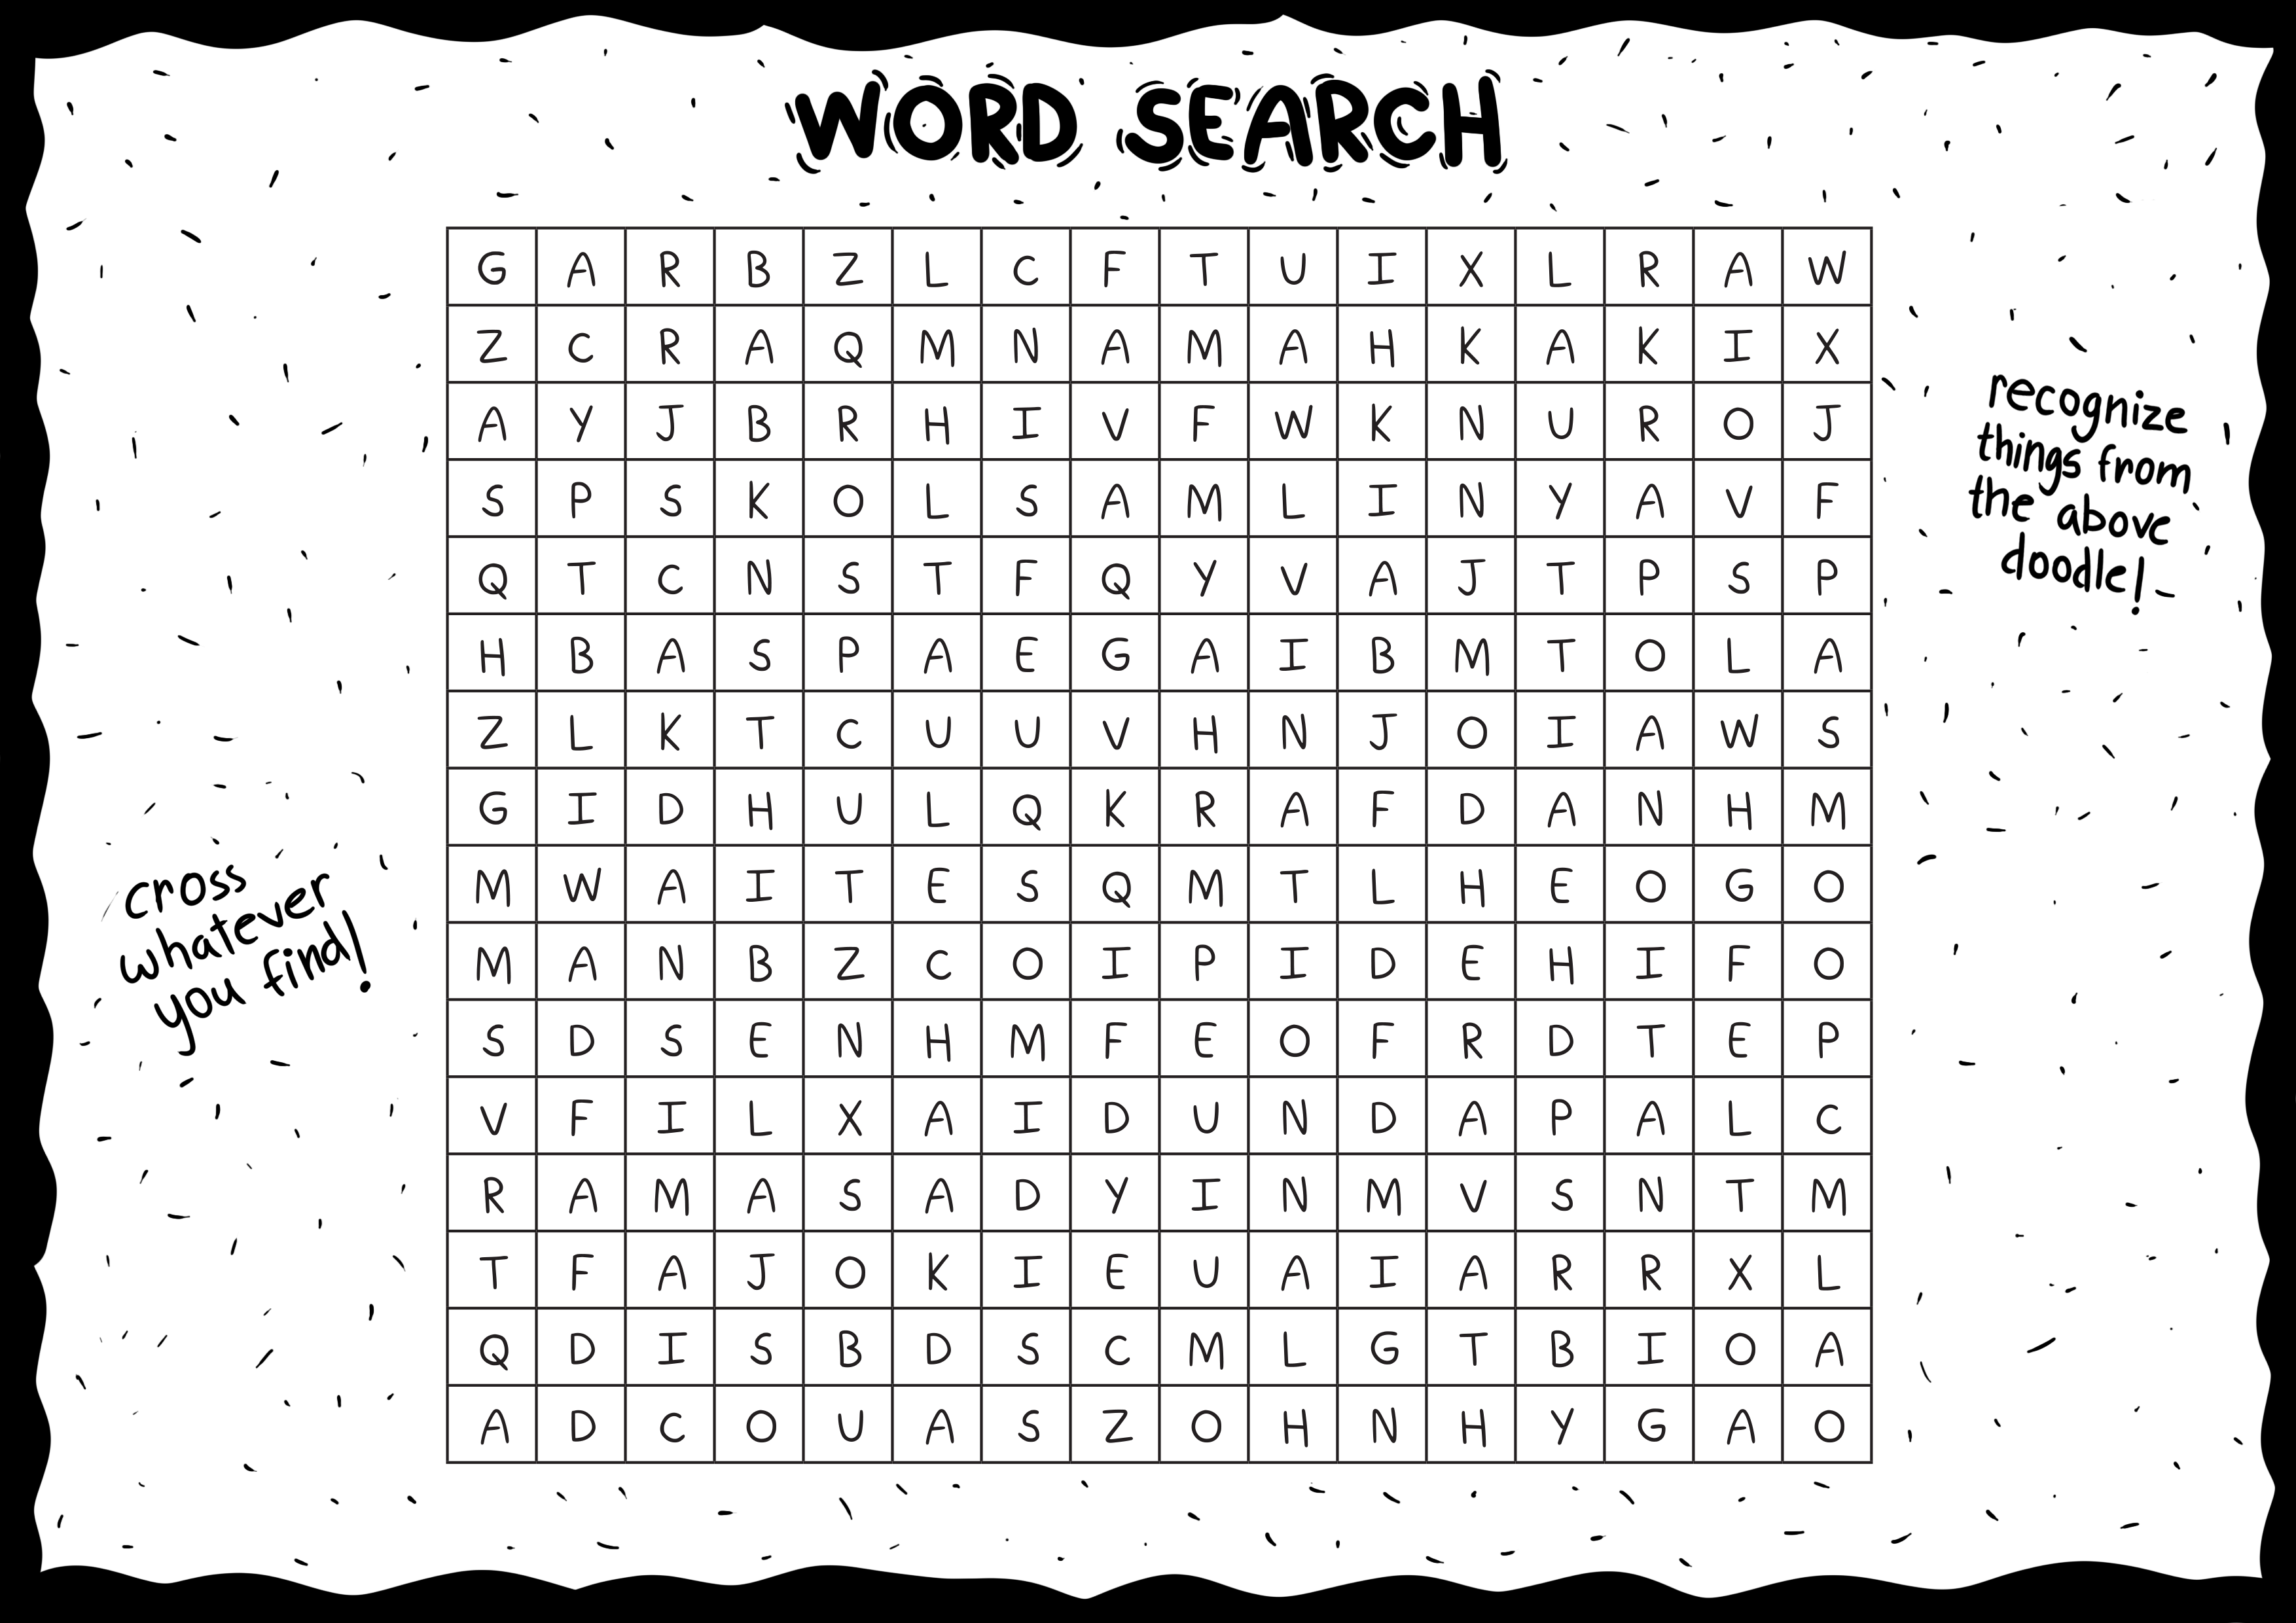 WORD SEARCH
G A R B Z L C F T U I X L R A W
Z C R A Q M N A M A H K A K I X
A Y J B R H I V F W K N U R O J
S P S K O L S A M L I N Y A V F
Q T C N S T F Q Y V A J T P S P
H B A S P A E G A I B M T O L A
Z L K T C U U V H N J O I A W S
G I D H U L Q K R A F D A N H M
M W A I T E S Q M T L H E O G O
M A N B Z C O I P I D E H I F O
S D S E N H M F E O F R D T E P
V F I L X A I D U N D A P A L C
R A M A S A D Y I N M V S N T M
T F A J O K I E U A I A R R X L
Q D I S B D S C M L G T B I O A
A D C O U A S Z O H N H Y G A O
recognize
things from
the above
doodle!
cross
whatever
you find!